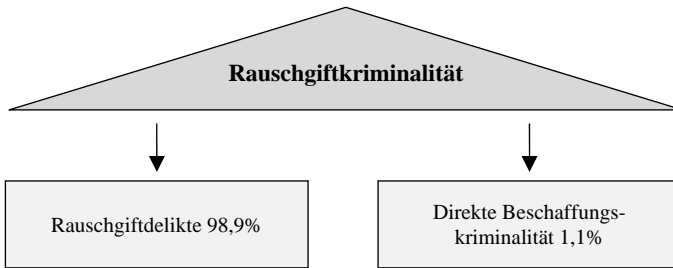 Rauschgiftkriminalität
Rauschgiftdelikte 98,9%
Direkte Beschaffungs-
kriminalität 1,1%